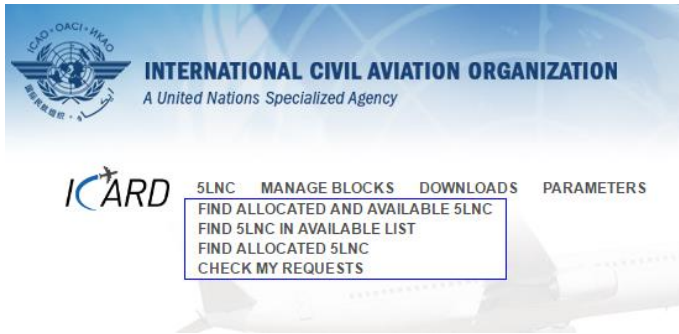 ICAO · OACI · ИКАО
INTERNATIONAL CIVIL AVIATION ORGANIZATION
A United Nations Specialized Agency
ICARD
5LNC MANAGE BLOCKS DOWNLOADS PARAMETERS
FIND ALLOCATED AND AVAILABLE 5LNC
FIND 5LNC IN AVAILABLE LIST
FIND ALLOCATED 5LNC
CHECK MY REQUESTS